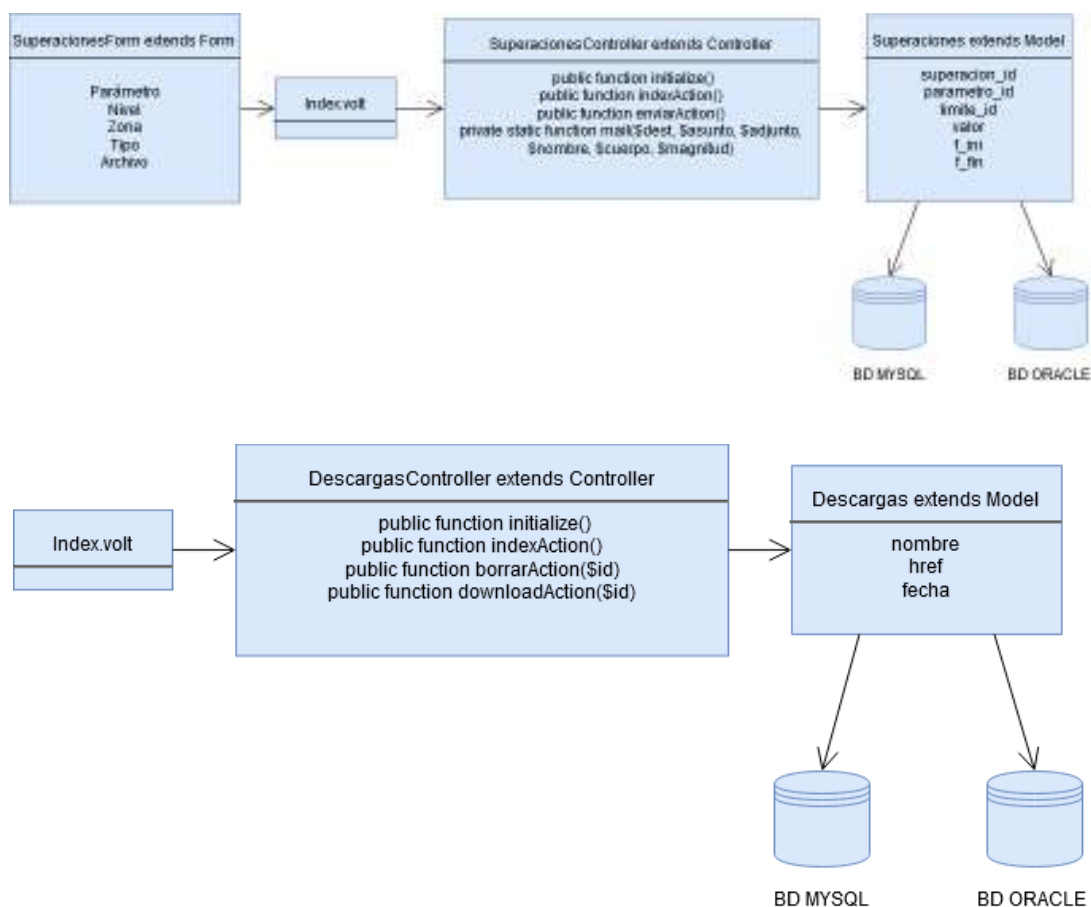 SuperacionesForm extends Form
Parámetro
Nivel
Zona
Tipo
Archivo
Index.volt
SuperacionesController extends Controller
public function initialize()
public function indexAction()
public function enviarAction()
private static function mail($dest, $asunto, $adjunto,
$nombre, $cuerpo, $magnitud)
Superaciones extends Model
superacion_id
parametro_id
limite_id
valor
f_ini
f_fin
BD MYSQL
BD ORACLE
DescargasController extends Controller
public function initialize()
public function indexAction()
public function borrarAction($id)
public function downloadAction($id)
Index.volt
Descargas extends Model
nombre
href
fecha
BD MYSQL
BD ORACLE